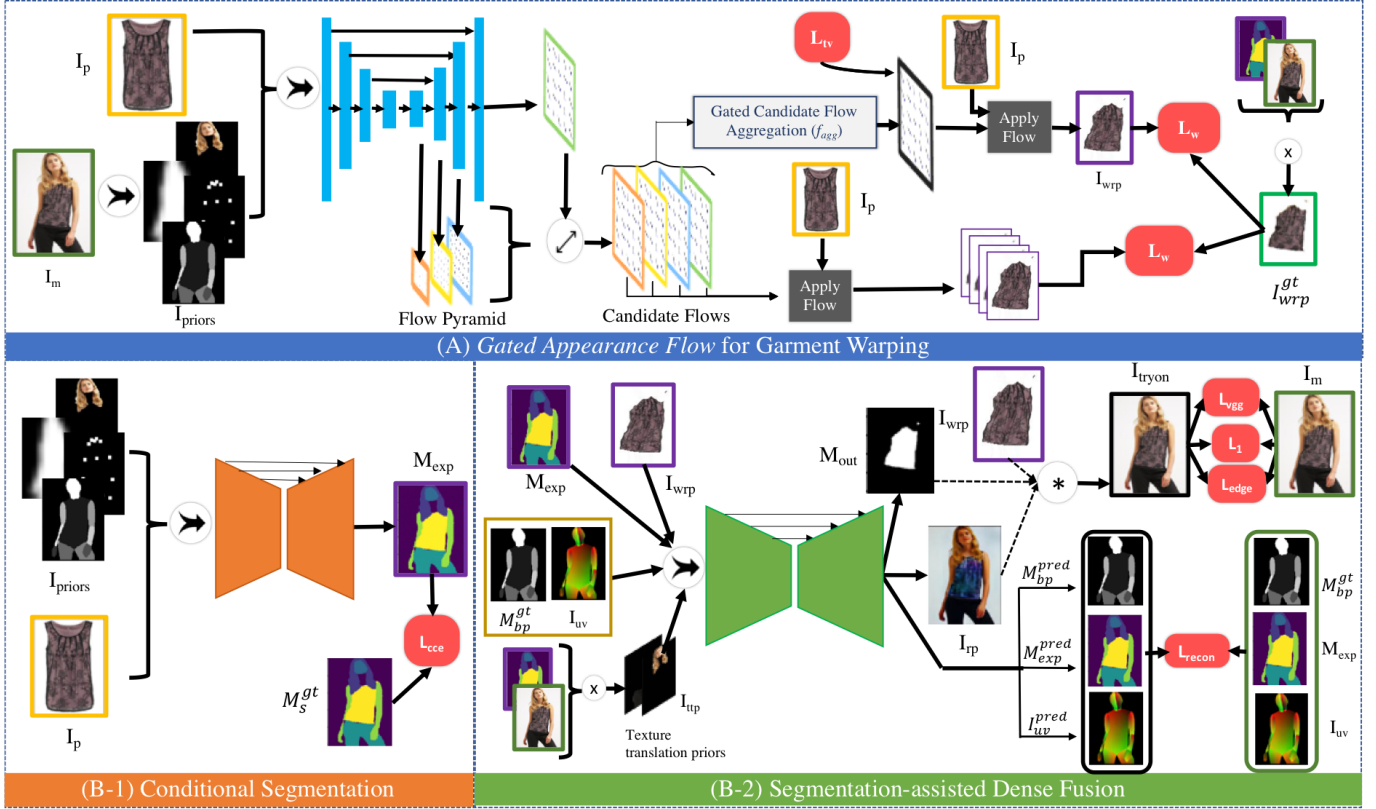 I_p
I_m
I_priors
Flow Pyramid
L_tv
Gated Candidate Flow
Aggregation (f_agg)
Candidate Flows
I_p
Apply
Flow
I_p
Apply
Flow
I_wrp
L_w
L_w
x
I_wrp^gt
(A) Gated Appearance Flow for Garment Warping
I_priors
I_p
M_exp
L_cce
M_s^gt
(B-1) Conditional Segmentation
M_exp
I_wrp
M_bp^gt
I_uv
x
I_ttp
Texture
translation priors
M_out
I_wrp
*
I_rp
I_tryon
I_m
L_vgg
L_1
L_edge
M_bp^pred
M_exp^pred
I_uv^pred
L_recon
M_bp^gt
M_exp
I_uv
(B-2) Segmentation-assisted Dense Fusion